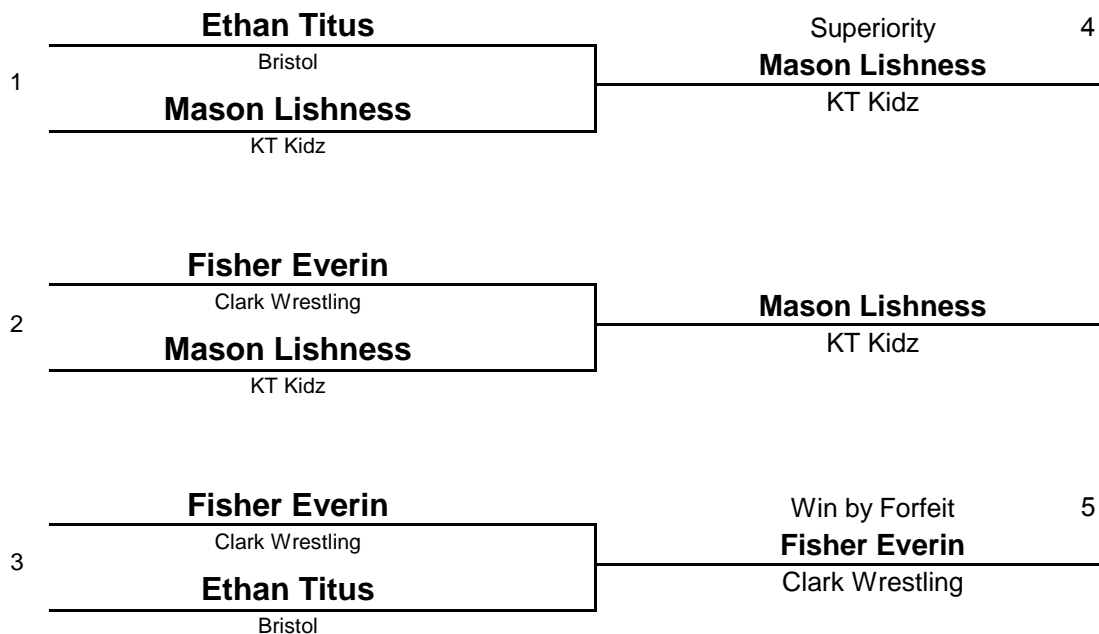 Ethan Titus
Bristol
1
Mason Lishness
KT Kidz
Superiority 4
Mason Lishness
KT Kidz
Fisher Everin
Clark Wrestling
2
Mason Lishness
KT Kidz
Mason Lishness
KT Kidz
Fisher Everin
Clark Wrestling
3
Ethan Titus
Bristol
Win by Forfeit 5
Fisher Everin
Clark Wrestling